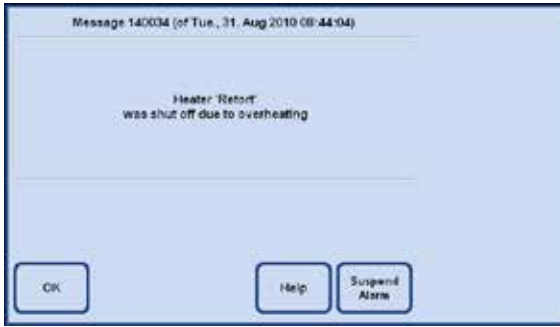 Message 140034 (of Tue., 31. Aug 2010 08:44:04)
Heater 'Retort'
was shut off due to overheating
OK
Help
Suspend
Alarm